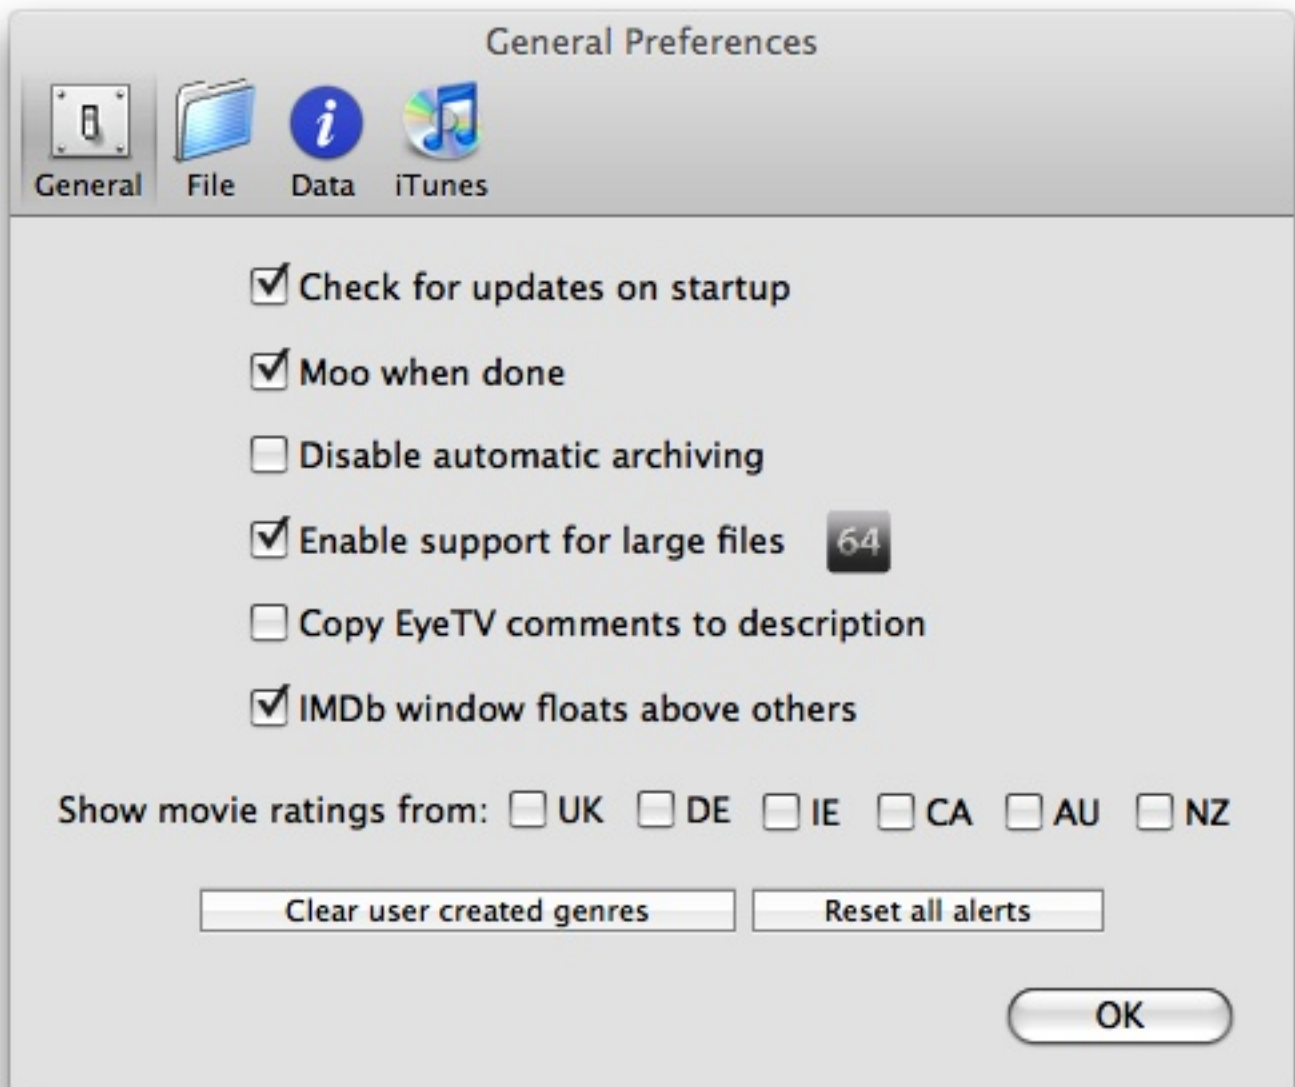 General Preferences
General File Data iTunes
Check for updates on startup
Moo when done
Disable automatic archiving
Enable support for large files 64
Copy EyeTV comments to description
IMDb window floats above others
Show movie ratings from: UK DE IE CA AU NZ
Clear user created genres Reset all alerts
OK